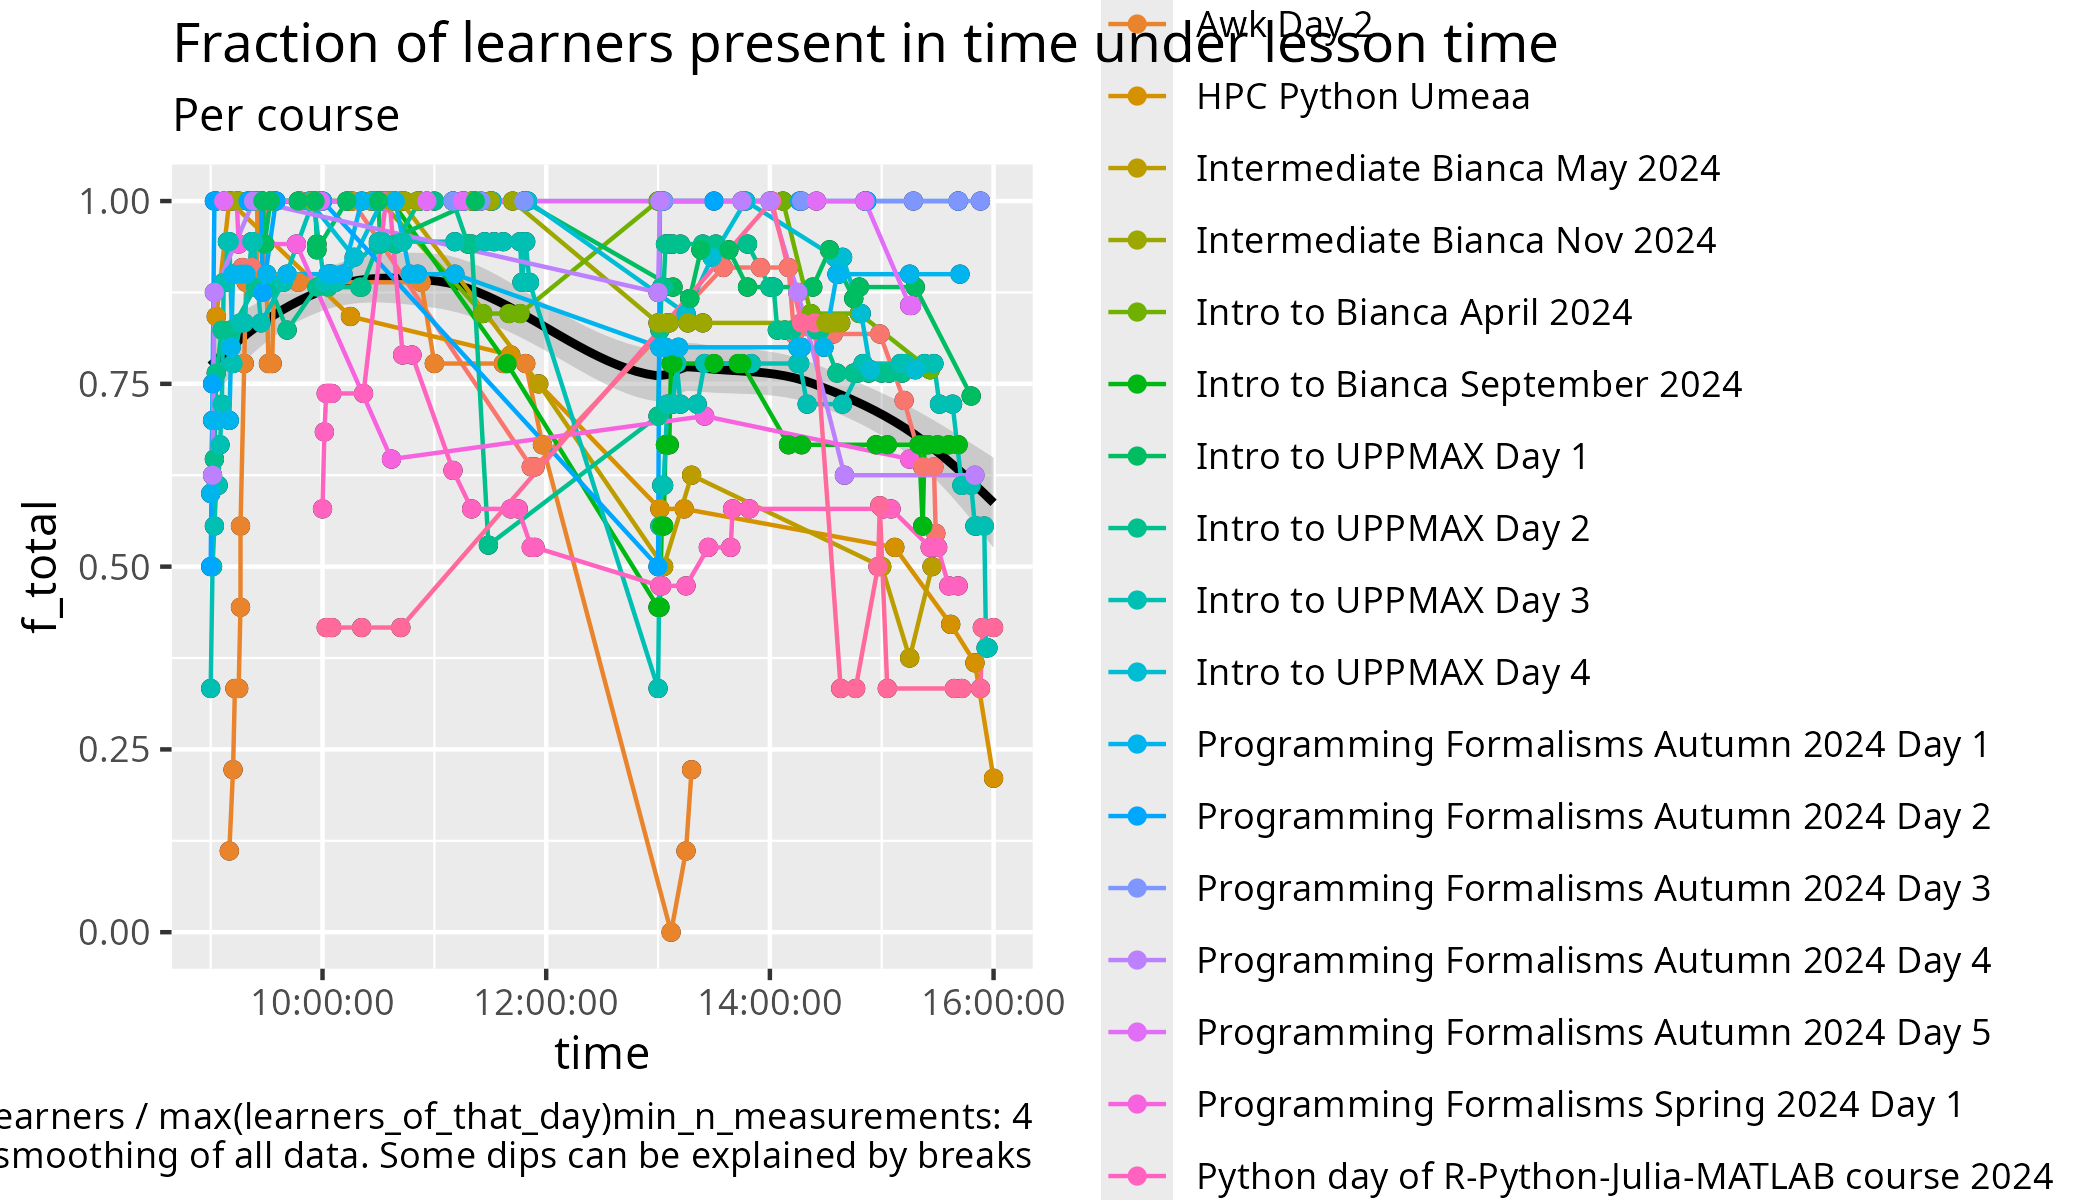 Fraction of learners present in time under lesson time
Per course
1.00
0.75
0.50
0.25
0.00
f_total
10:00:00 12:00:00 14:00:00 16:00:00
time
earners / max(learners_of_that_day)min_n_measurements: 4
smoothing of all data. Some dips can be explained by breaks
Awk Day 2
HPC Python Umeaa
Intermediate Bianca May 2024
Intermediate Bianca Nov 2024
Intro to Bianca April 2024
Intro to Bianca September 2024
Intro to UPPMAX Day 1
Intro to UPPMAX Day 2
Intro to UPPMAX Day 3
Intro to UPPMAX Day 4
Programming Formalisms Autumn 2024 Day 1
Programming Formalisms Autumn 2024 Day 2
Programming Formalisms Autumn 2024 Day 3
Programming Formalisms Autumn 2024 Day 4
Programming Formalisms Autumn 2024 Day 5
Programming Formalisms Spring 2024 Day 1
Python day of R-Python-Julia-MATLAB course 2024